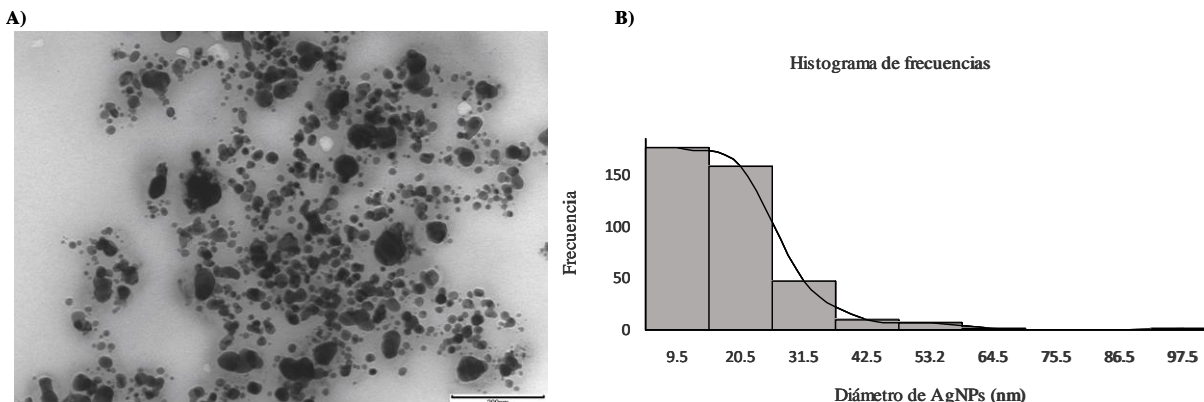 A)
B)
Histograma de frecuencias
Frecuencia
150
100
50
0
9.5 20.5 31.5 42.5 53.2 64.5 75.5 86.5 97.5
Diámetro de AgNPs (nm)